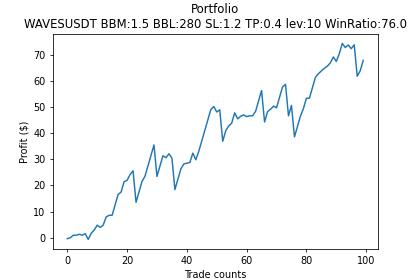 Portfolio
WAVESUSDT BBM:1.5 BBL:280 SL:1.2 TP:0.4 lev:10 WinRatio:76.0
Profit ($)
70
60
50
40
30
20
10
0
0 20 40 60 80 100
Trade counts